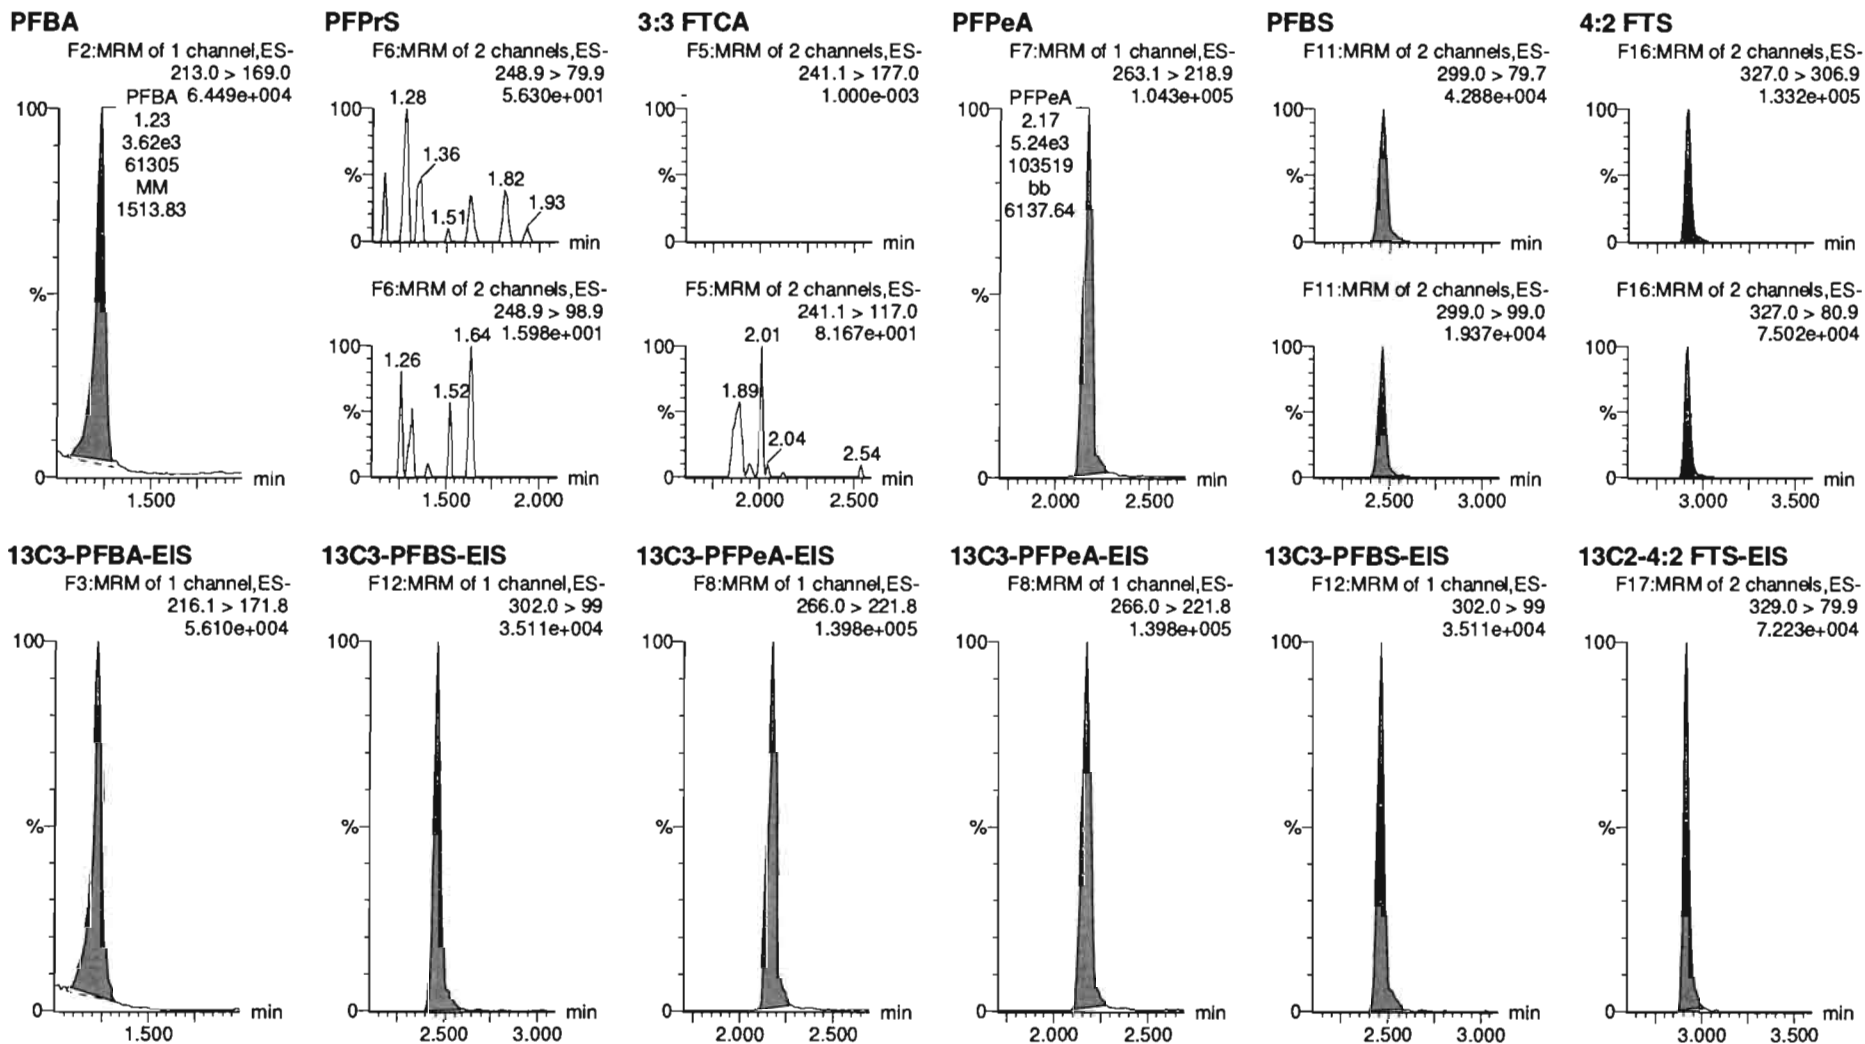 PFBA
F2:MRM of 1 channel,ES-
213.0 > 169.0
PFBA 6.449e+004
1.23
3.62e3
61305
MM
1513.83
100
%
0
min
1.500
PFPrS
F6:MRM of 2 channels,ES-
248.9 > 79.9
5.630e+001
100
1.28
1.36
%
1.82
1.51
1.93
0
min
F6:MRM of 2 channels,ES-
248.9 > 98.9
1.64 1.598e+001
100
1.26
1.52
%
0
min
1.500
2.000
3:3 FTCA
F5:MRM of 2 channels,ES-
241.1 > 177.0
1.000e-003
100
%
0
min
F5:MRM of 2 channels,ES-
241.1 > 117.0
2.01 8.167e+001
100
1.89
%
2.04
2.54
0
min
2.000
2.500
PFPeA
F7:MRM of 1 channel,ES-
263.1 > 218.9
PFPeA 1.043e+005
100
2.17
5.24e3
103519
bb
6137.64
%
0
min
2.000
2.500
PFBS
F11:MRM of 2 channels,ES-
299.0 > 79.7
4.288e+004
100
%
0
min
F11:MRM of 2 channels,ES-
299.0 > 99.0
1.937e+004
100
%
0
min
2.500
3.000
4:2 FTS
F16:MRM of 2 channels,ES-
327.0 > 306.9
1.332e+005
100
%
0
min
F16:MRM of 2 channels,ES-
327.0 > 80.9
7.502e+004
100
%
0
min
3.000
3.500
13C3-PFBA-EIS
F3:MRM of 1 channel,ES-
216.1 > 171.8
5.610e+004
100
%
0
min
1.500
13C3-PFBS-EIS
F12:MRM of 1 channel,ES-
302.0 > 99
3.511e+004
100
%
0
min
2.500
3.000
13C3-PFPeA-EIS
F8:MRM of 1 channel,ES-
266.0 > 221.8
1.398e+005
100
%
0
min
2.000
2.500
13C3-PFPeA-EIS
F8:MRM of 1 channel,ES-
266.0 > 221.8
1.398e+005
100
%
0
min
2.000
2.500
13C3-PFBS-EIS
F12:MRM of 1 channel,ES-
302.0 > 99
3.511e+004
100
%
0
min
2.500
3.000
13C2-4:2 FTS-EIS
F17:MRM of 2 channels,ES-
329.0 > 79.9
7.223e+004
100
%
0
min
3.000
3.500